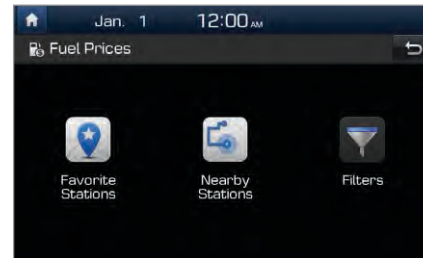 Jan. 1 12:00 AM
Fuel Prices
Favorite
Stations
Nearby
Stations
Filters